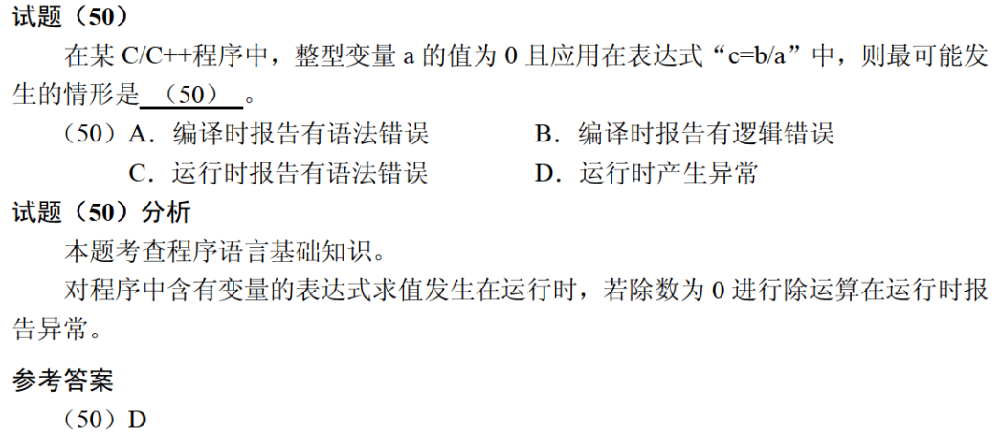 试题（50）
在某 C/C++程序中，整型变量 a 的值为 0 且应用在表达式“c=b/a”中，则最可能发
生的情形是 （50） 。
（50）A．编译时报告有语法错误 B．编译时报告有逻辑错误
C．运行时报告有语法错误 D．运行时产生异常
试题（50）分析
本题考查程序语言基础知识。
对程序中含有变量的表达式求值发生在运行时，若除数为 0 进行除运算在运行时报
告异常。
参考答案
（50）D